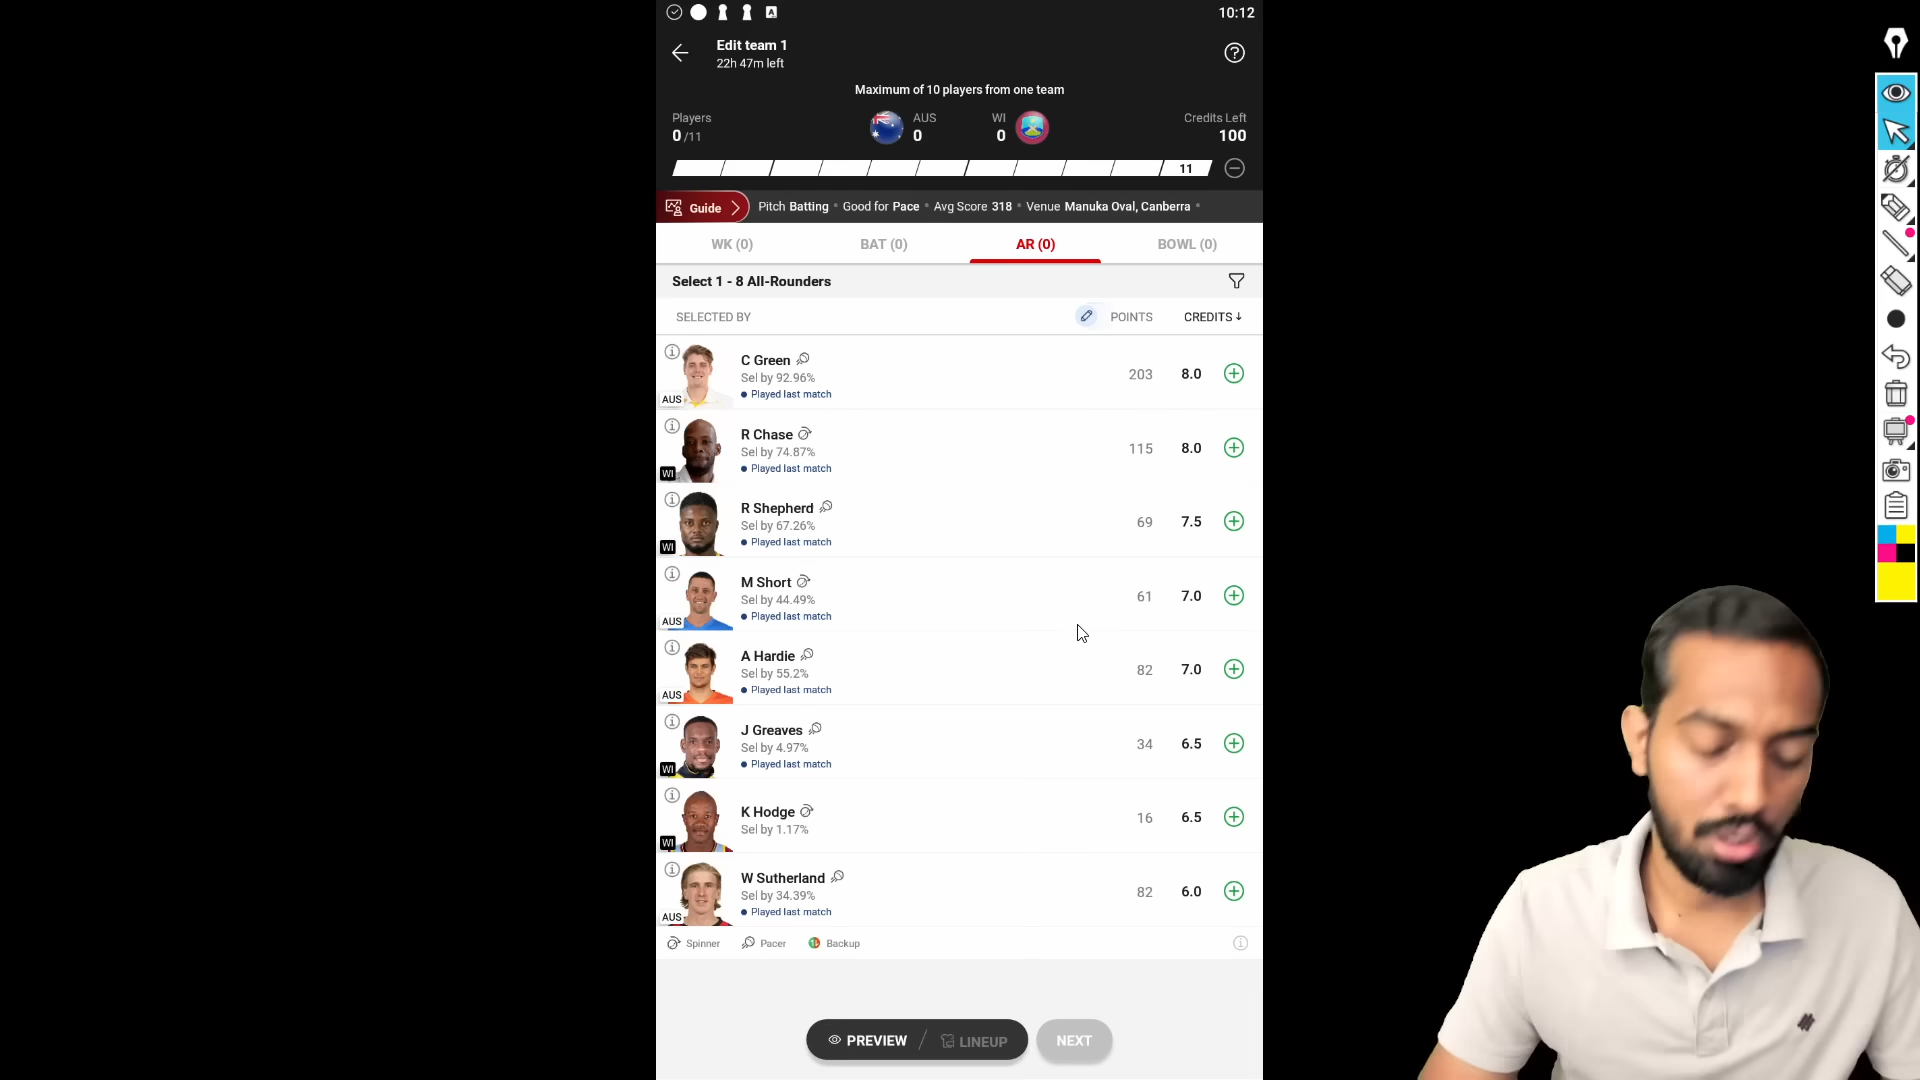 10:12
Edit team 1
22h 47m left
Maximum of 10 players from one team
Players
0 /11
AUS
0
WI
0
Credits Left
100
11
Guide
Pitch Batting • Good for Pace • Avg Score 318 • Venue Manuka Oval, Canberra •
WK (0)
BAT (0)
AR (0)
BOWL (0)
Select 1 - 8 All-Rounders
SELECTED BY
POINTS
CREDITS↓
C Green
Sel by 92.96%
Played last match
AUS
203
8.0
R Chase
Sel by 74.87%
Played last match
WI
115
8.0
R Shepherd
Sel by 67.26%
Played last match
WI
69
7.5
M Short
Sel by 44.49%
Played last match
AUS
61
7.0
A Hardie
Sel by 55.2%
Played last match
AUS
82
7.0
J Greaves
Sel by 4.97%
Played last match
WI
34
6.5
K Hodge
Sel by 1.17%
WI
16
6.5
W Sutherland
Sel by 34.39%
Played last match
AUS
82
6.0
Spinner
Pacer
Backup
PREVIEW
LINEUP
NEXT